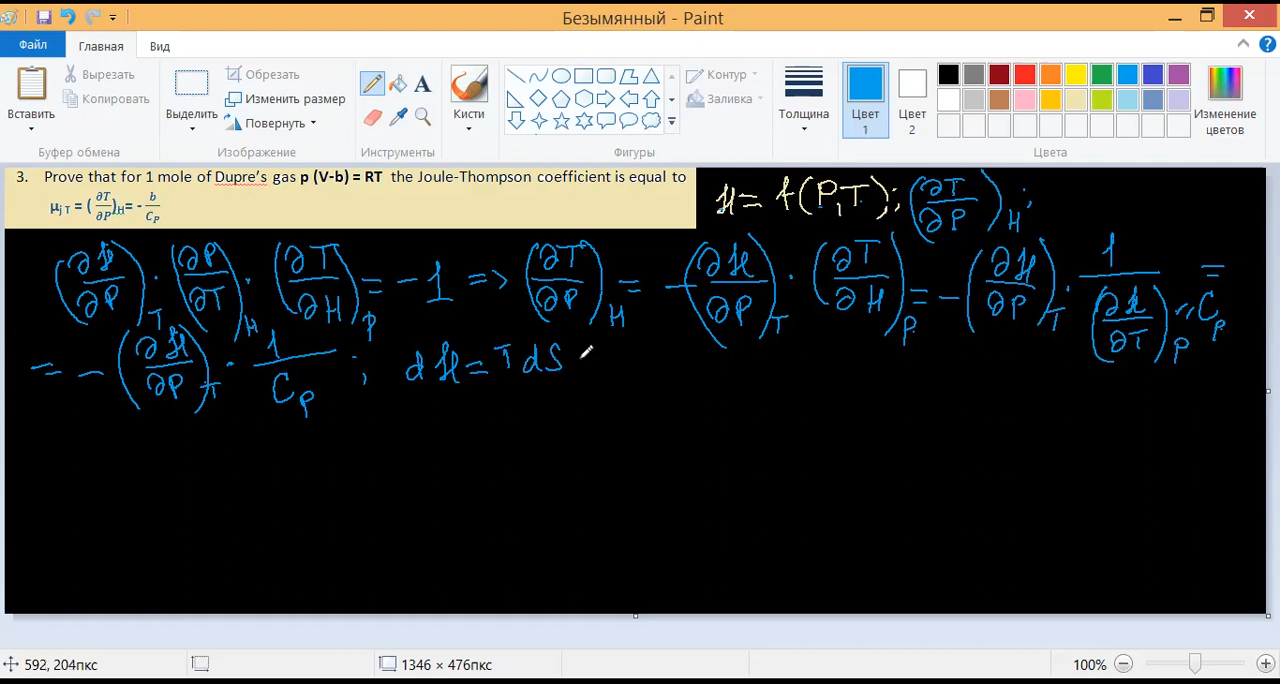 Безымянный - Paint
Файл Главная Вид
Вставить
Вырезать
Копировать
Буфер обмена
Выделить
Обрезать
Изменить размер
Повернуть
Изображение
Инструменты
Кисти
Контур
Заливка
Фигуры
Толщина
Цвет 1
Цвет 2
Цвета
Изменение цветов
3. Prove that for 1 mole of Dupre's gas p (V-b) = RT the Joule-Thompson coefficient is equal to
μjT = (∂T/∂P)H= - b/CP
H = f(P,T); (∂T/∂P)H;
(∂H/∂P)T · (∂P/∂T)H · (∂T/∂H)P = -1 => (∂T/∂P)H = -(∂H/∂P)T · (∂T/∂H)P = -(∂H/∂P)T · 1/(∂H/∂T)P " CP =
= -(∂H/∂P)T · 1/CP ; dH = TdS
592, 204пкс 1346 × 476пкс 100%